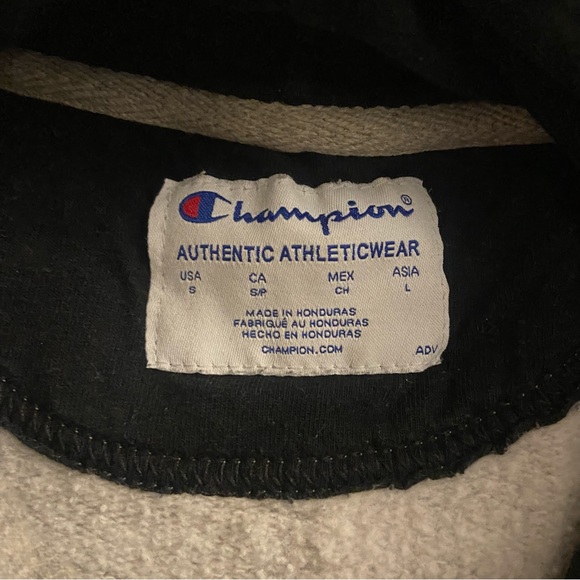 Champion®
AUTHENTIC ATHLETICWEAR
USA CA MEX ASIA
S S/P CH L
MADE IN HONDURAS
FABRIQUÉ AU HONDURAS
HECHO EN HONDURAS
CHAMPION.COM ADV